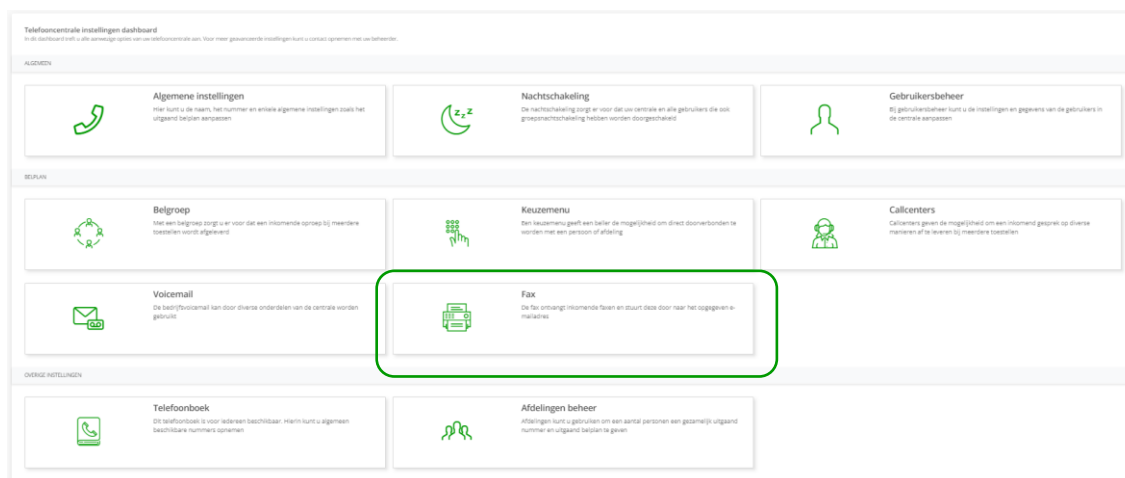 Telefooncentrale instellingen dashboard
In dit dashboard treft u alle aanwezige opties van uw telefooncentrale aan. Voor meer geavanceerde instellingen kunt u contact opnemen met uw beheerder.
ALGEMEEN
Algemene instellingen
Hier kunt u de naam, het nummer en enkele algemene instellingen zoals het
uitgaand belplan aanpassen
Nachtschakeling
De nachtschakeling zorgt er voor dat uw centrale en alle gebruikers die ook
groepsnachtschakeling hebben worden doorgeschakeld
Gebruikersbeheer
Bij gebruikersbeheer kunt u de instellingen en gegevens van de gebruikers in
de centrale aanpassen
BELPLAN
Belgroep
Met een belgroep zorgt u er voor dat een inkomende oproep bij meerdere
toestellen wordt afgeleverd
Keuzemenu
Een keuzemenu geeft een beller de mogelijkheid om direct doorverbonden te
worden met een persoon of afdeling
Callcenters
Callcenters geven de mogelijkheid om een inkomend gesprek op diverse
manieren af te leveren bij meerdere toestellen
Voicemail
De bedrijfsvoicemail kan door diverse onderdelen van de centrale worden
gebruikt
Fax
De fax ontvangt inkomende faxen en stuurt deze door naar het opgegeven e-
mailadres
OVERIGE INSTELLINGEN
Telefoonboek
Dit telefoonboek is voor iedereen beschikbaar. Hierin kunt u algemeen
beschikbare nummers opnemen
Afdelingen beheer
Afdelingen kunt u gebruiken om een aantal personen een gezamelijk uitgaand
nummer en uitgaand belplan te geven